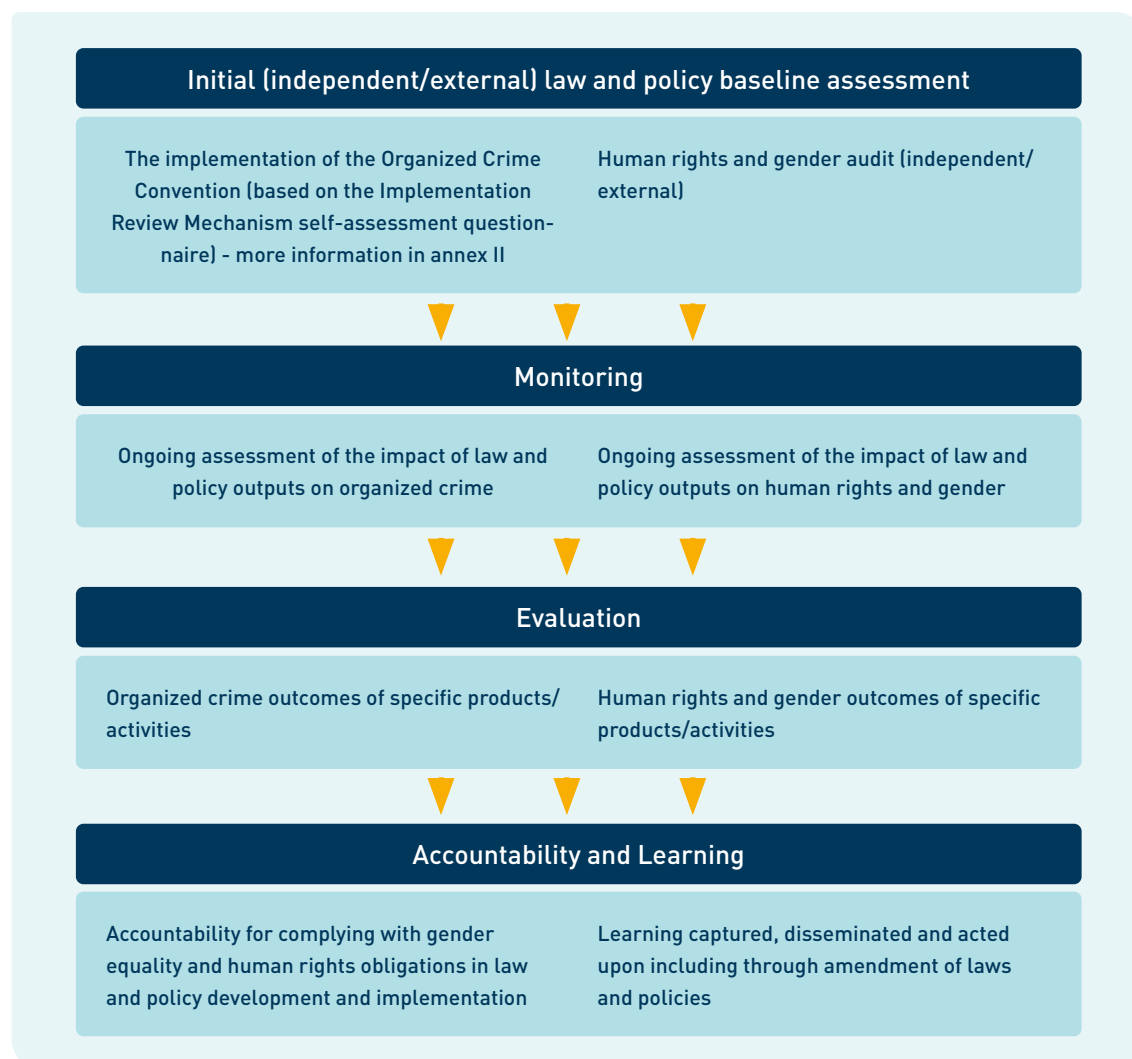 Initial (independent/external) law and policy baseline assessment
The implementation of the Organized Crime
Convention (based on the Implementation
Review Mechanism self-assessment question-
naire) - more information in annex II
Human rights and gender audit (independent/
external)
Monitoring
Ongoing assessment of the impact of law and
policy outputs on organized crime
Ongoing assessment of the impact of law and
policy outputs on human rights and gender
Evaluation
Organized crime outcomes of specific products/
activities
Human rights and gender outcomes of specific
products/activities
Accountability and Learning
Accountability for complying with gender
equality and human rights obligations in law
and policy development and implementation
Learning captured, disseminated and acted
upon including through amendment of laws
and policies